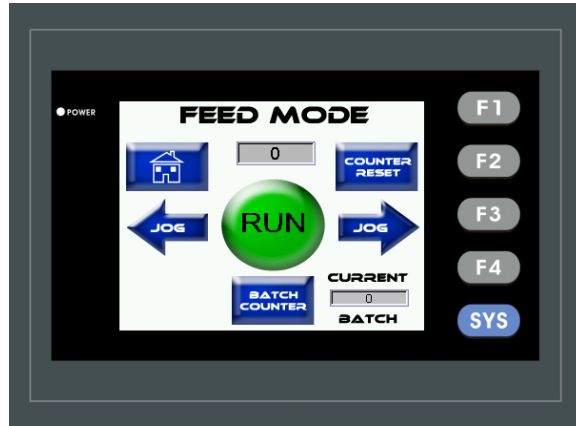 POWER
FEED MODE
F1
0
COUNTER
RESET
F2
JOG
RUN
JOG
F3
BATCH
COUNTER
CURRENT
0
BATCH
F4
SYS